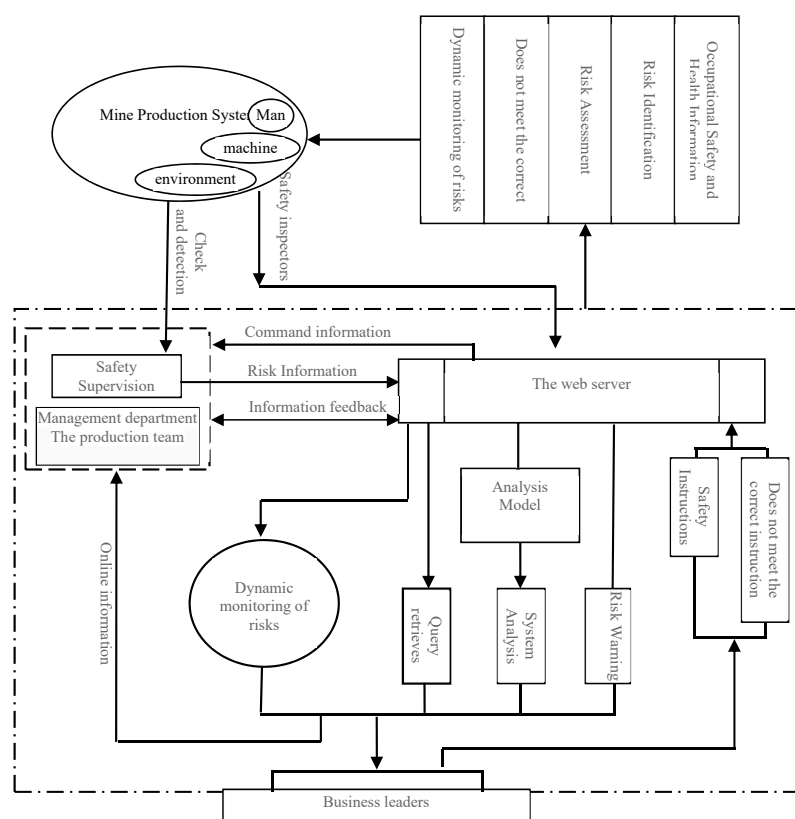 Mine Production System
Man
machine
environment
Dynamic monitoring of risks
Does not meet the correct
Risk Assessment
Risk Identification
Occupational Safety and
Health Information
Check
and detection
Safety inspectors
Command information
Safety
Supervision
Risk Information
The web server
Management department
The production team
Information feedback
Analysis
Model
Safety
Instructions
Does not meet the
correct instruction
Online information
Dynamic
monitoring of
risks
Query
retrieves
System
Analysis
Risk Warning
Business leaders